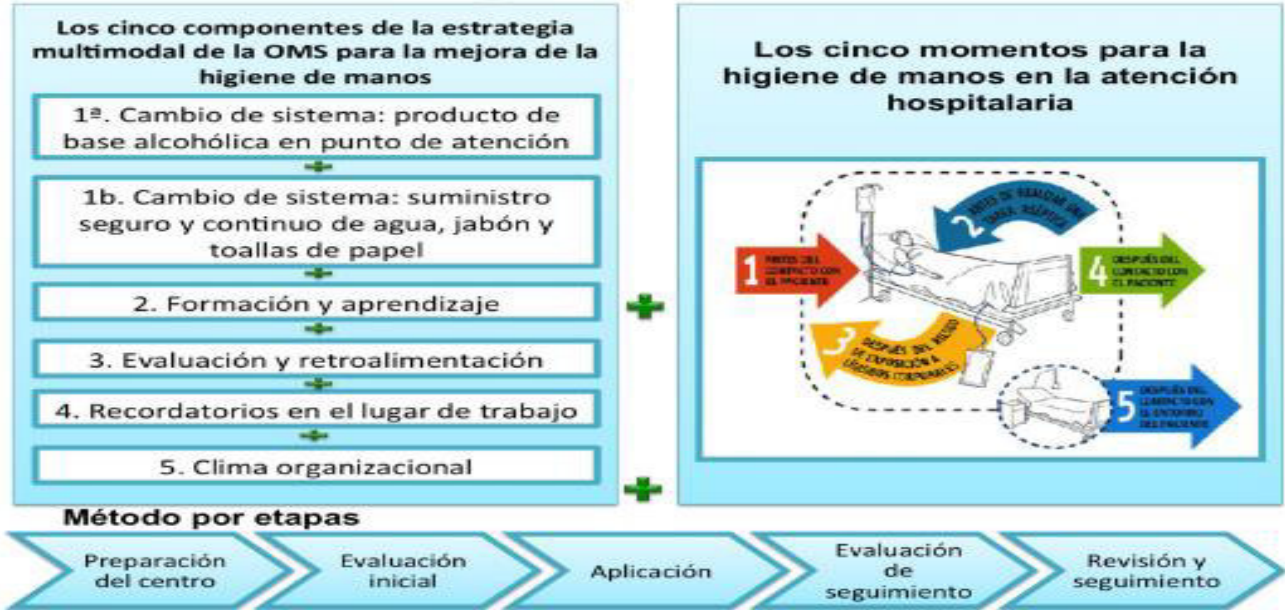 Los cinco componentes de la estrategia
multimodal de la OMS para la mejora de la
higiene de manos
1ª. Cambio de sistema: producto de
base alcohólica en punto de atención
1b. Cambio de sistema: suministro
seguro y continuo de agua, jabón y
toallas de papel
2. Formación y aprendizaje
3. Evaluación y retroalimentación
4. Recordatorios en el lugar de trabajo
5. Clima organizacional
Los cinco momentos para la
higiene de manos en la atención
hospitalaria
1
ANTES DEL
CONTACTO CON
EL PACIENTE
2
ANTES DE REALIZAR UNA
TAREA ASÉPTICA
3
DESPUÉS DEL RIESGO
DE EXPOSICIÓN A
LÍQUIDOS CORPORALES
4
DESPUÉS DEL
CONTACTO CON
EL PACIENTE
5
DESPUÉS DEL
CONTACTO CON
EL ENTORNO
DEL PACIENTE
Método por etapas
Preparación
del centro
Evaluación
inicial
Aplicación
Evaluación
de
seguimiento
Revisión y
seguimiento